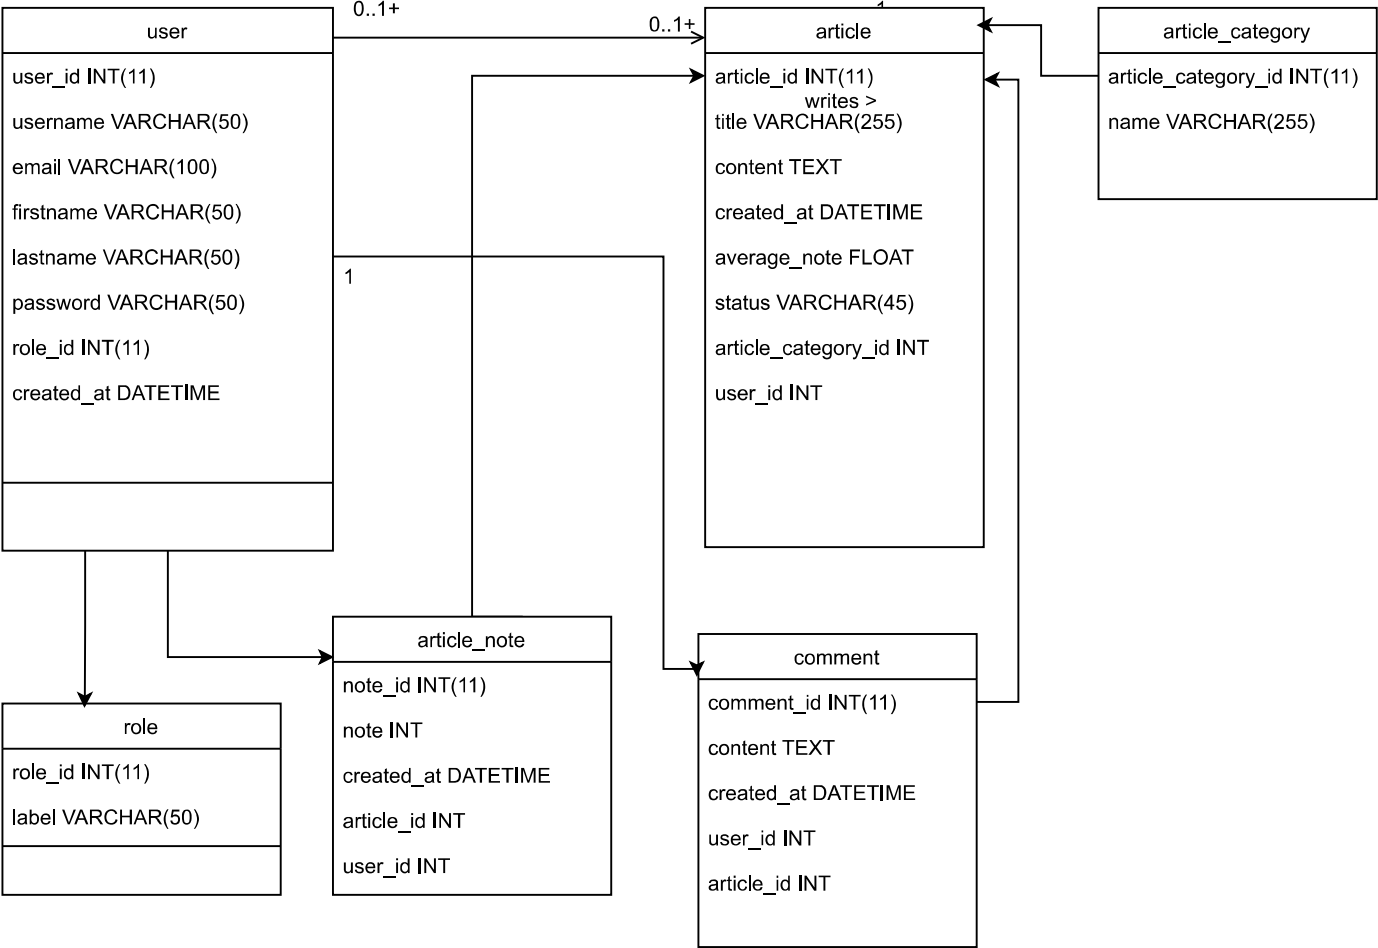 0..1+
0..1+
1
user
user_id INT(11)
username VARCHAR(50)
email VARCHAR(100)
firstname VARCHAR(50)
lastname VARCHAR(50)
password VARCHAR(50)
role_id INT(11)
created_at DATETIME
1
article
article_id INT(11)
writes >
title VARCHAR(255)
content TEXT
created_at DATETIME
average_note FLOAT
status VARCHAR(45)
article_category_id INT
user_id INT
article_category
article_category_id INT(11)
name VARCHAR(255)
role
role_id INT(11)
label VARCHAR(50)
article_note
note_id INT(11)
note INT
created_at DATETIME
article_id INT
user_id INT
comment
comment_id INT(11)
content TEXT
created_at DATETIME
user_id INT
article_id INT